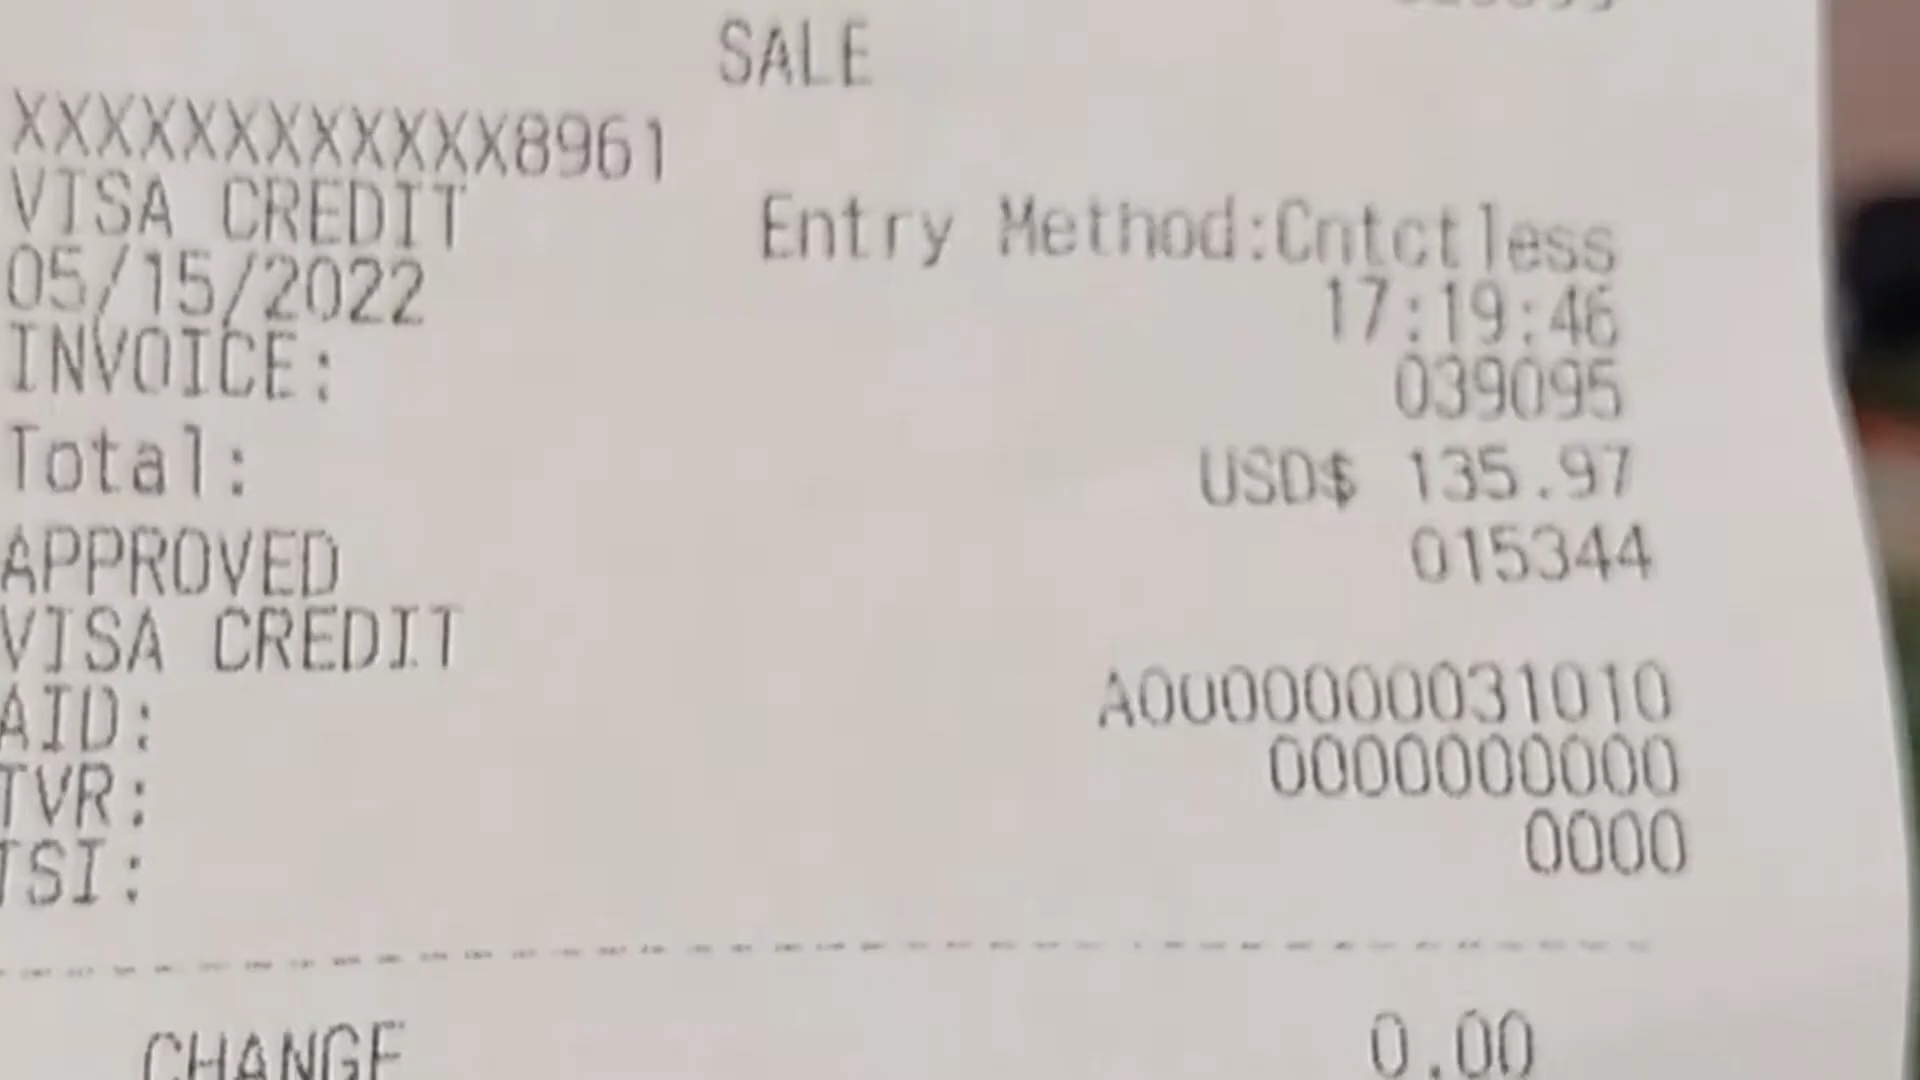 SALE
XXXXXXXXXXXX8961
VISA CREDIT Entry Method:Cntctless
05/15/2022 17:19:46
INVOICE: 039095
Total: USD$ 135.97
APPROVED 015344
VISA CREDIT
AID: A0000000031010
TVR: 0000000000
TSI: 0000
CHANGE 0.00